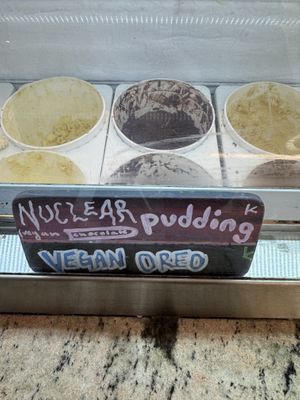 NUCLEAR pudding K
vegan chocolate
VEGAN OREO K